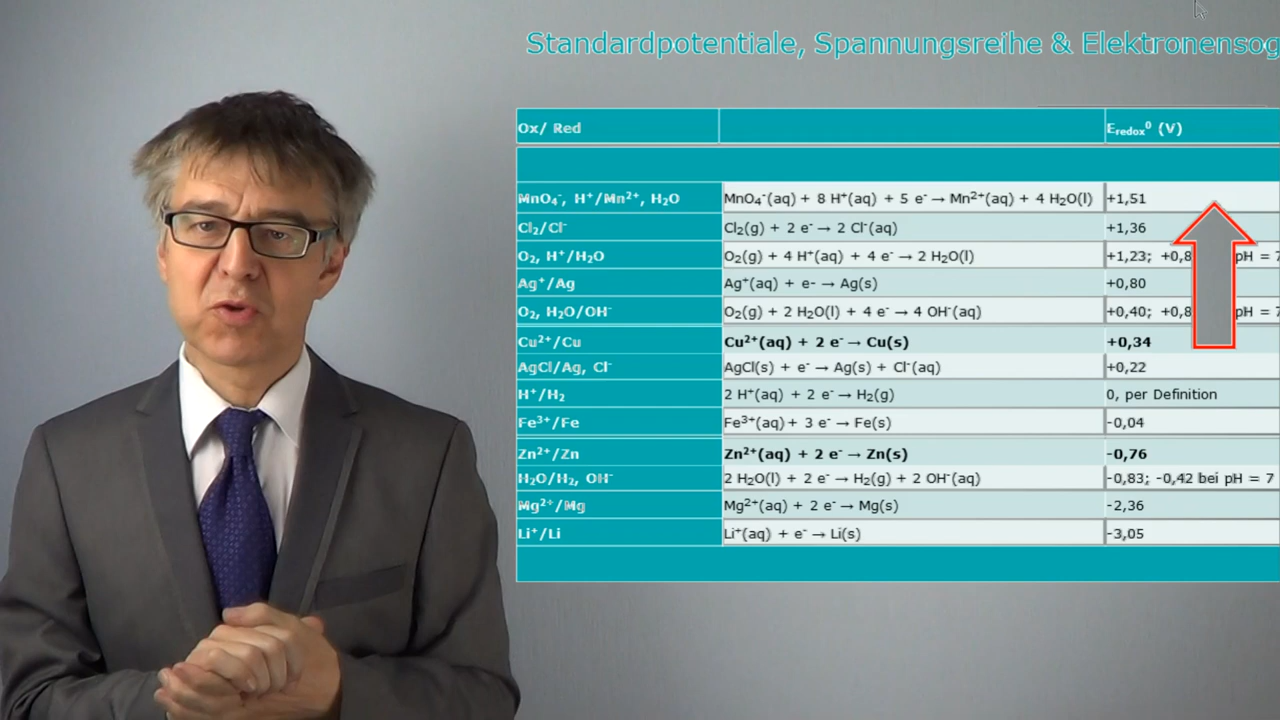 Standardpotentiale, Spannungsreihe & Elektronensog
Ox/ Red E_redox⁰ (V)
MnO₄⁻, H⁺/Mn²⁺, H₂O MnO₄⁻(aq) + 8 H⁺(aq) + 5 e⁻ → Mn²⁺(aq) + 4 H₂O(l) +1,51
Cl₂/Cl⁻ Cl₂(g) + 2 e⁻ → 2 Cl⁻(aq) +1,36
O₂, H⁺/H₂O O₂(g) + 4 H⁺(aq) + 4 e⁻ → 2 H₂O(l) +1,23; +0,8 pH = 7
Ag⁺/Ag Ag⁺(aq) + e- → Ag(s) +0,80
O₂, H₂O/OH⁻ O₂(g) + 2 H₂O(l) + 4 e⁻ → 4 OH⁻(aq) +0,40; +0,8 pH = 7
Cu²⁺/Cu Cu²⁺(aq) + 2 e⁻ → Cu(s) +0,34
AgCl/Ag, Cl⁻ AgCl(s) + e⁻ → Ag(s) + Cl⁻(aq) +0,22
H⁺/H₂ 2 H⁺(aq) + 2 e⁻ → H₂(g) 0, per Definition
Fe³⁺/Fe Fe³⁺(aq) + 3 e⁻ → Fe(s) -0,04
Zn²⁺/Zn Zn²⁺(aq) + 2 e⁻ → Zn(s) -0,76
H₂O/H₂, OH⁻ 2 H₂O(l) + 2 e⁻ → H₂(g) + 2 OH⁻(aq) -0,83; -0,42 bei pH = 7
Mg²⁺/Mg Mg²⁺(aq) + 2 e⁻ → Mg(s) -2,36
Li⁺/Li Li⁺(aq) + e⁻ → Li(s) -3,05